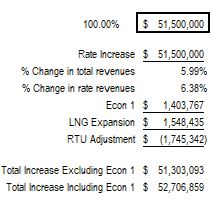 100.00% $ 51,500,000
Rate Increase $ 51,500,000
% Change in total revenues 5.99%
% Change in rate revenues 6.38%
Econ 1 $ 1,403,767
LNG Expansion $ 1,548,435
RTU Adjustment $ (1,745,342)
Total Increase Excluding Econ 1 $ 51,303,093
Total Increase Including Econ 1 $ 52,706,859